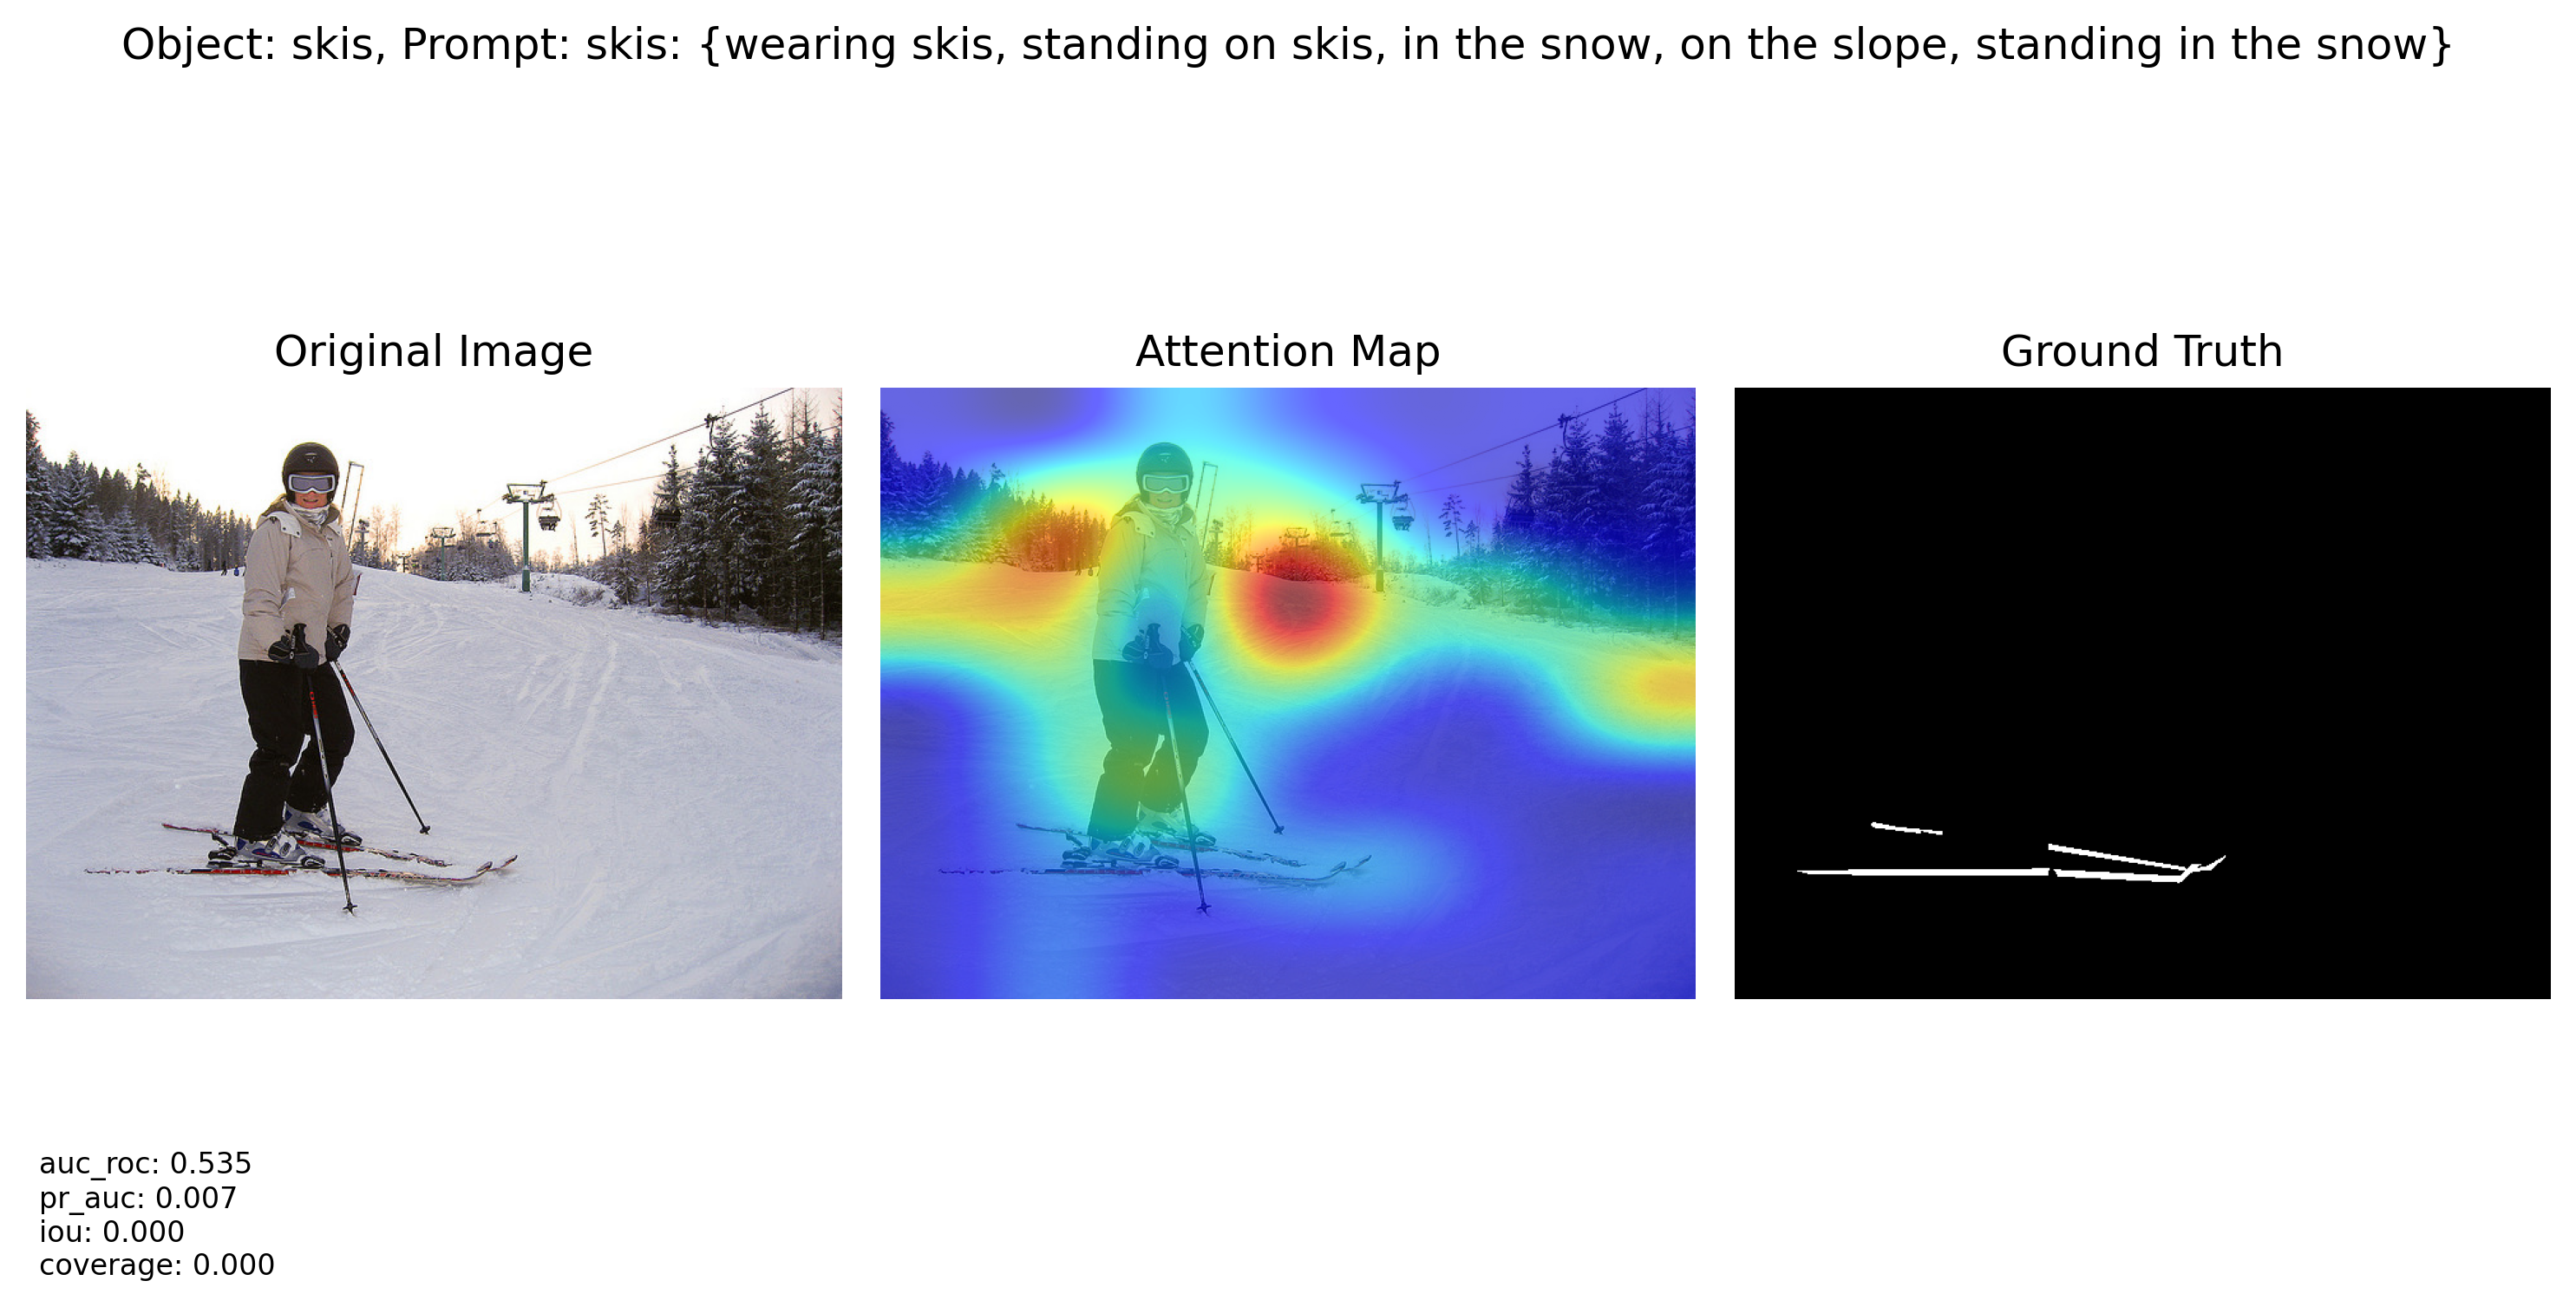 Object: skis, Prompt: skis: {wearing skis, standing on skis, in the snow, on the slope, standing in the snow}
Original Image
Attention Map
Ground Truth
auc_roc: 0.535
pr_auc: 0.007
iou: 0.000
coverage: 0.000